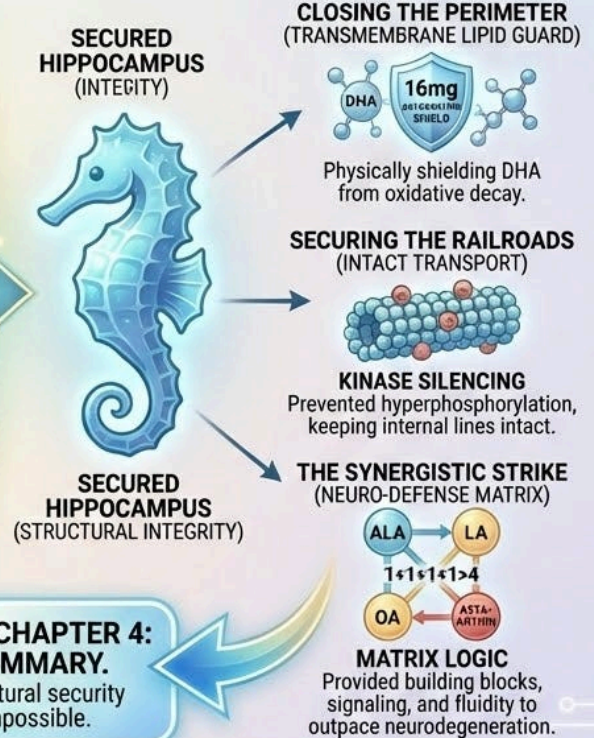 SECURED
HIPPOCAMPUS
(INTEGITY)
CLOSING THE PERIMETER
(TRANSMEMBRANE LIPID GUARD)
DHA
16mg
SHIELD
Physically shielding DHA
from oxidative decay.
SECURING THE RAILROADS
(INTACT TRANSPORT)
KINASE SILENCING
Prevented hyperphosphorylation,
keeping internal lines intact.
SECURED
HIPPOCAMPUS
(STRUCTURAL INTEGRITY)
THE SYNERGISTIC STRIKE
(NEURO-DEFENSE MATRIX)
ALA
LA
OA
ASTA-
MATRIX LOGIC
Provided building blocks,
signaling, and fluidity to
outpace neurodegeneration.
CHAPTER 4:
MMARY.
tural security
possible.